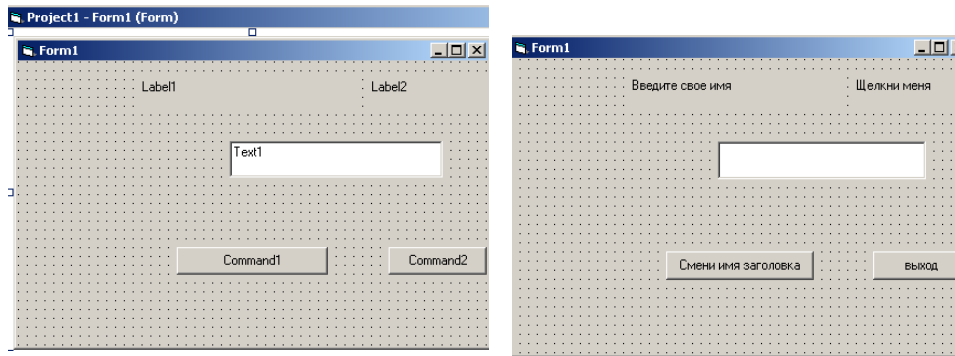 Project1 - Form1 (Form)
Form1
Label1
Label2
Text1
Command1
Command2
Form1
Введите свое имя
Щелкни меня
Смени имя заголовка
выход